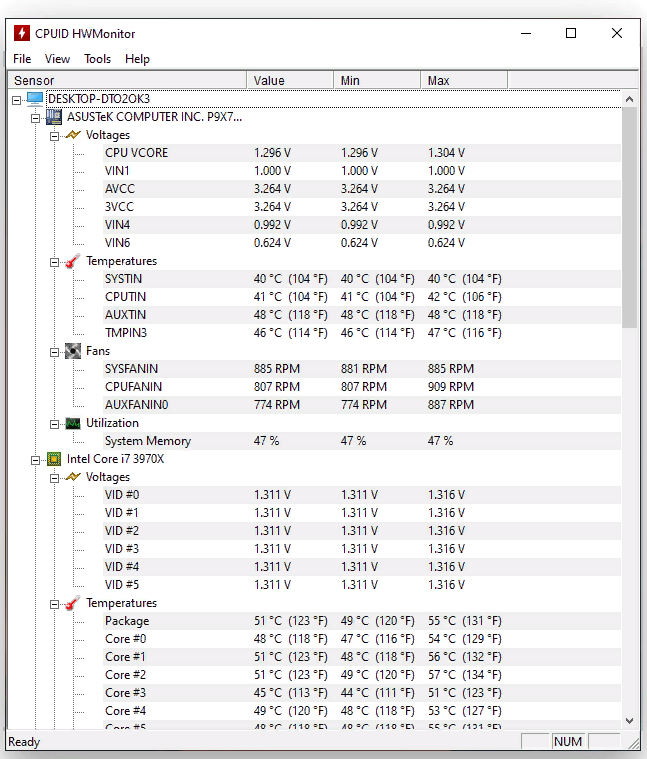 CPUID HWMonitor
File View Tools Help
Sensor Value Min Max
DESKTOP-DTO2OK3
ASUSTeK COMPUTER INC. P9X7...
Voltages
CPU VCORE 1.296 V 1.296 V 1.304 V
VIN1 1.000 V 1.000 V 1.000 V
AVCC 3.264 V 3.264 V 3.264 V
3VCC 3.264 V 3.264 V 3.264 V
VIN4 0.992 V 0.992 V 0.992 V
VIN6 0.624 V 0.624 V 0.624 V
Temperatures
SYSTIN 40 °C (104 °F) 40 °C (104 °F) 40 °C (104 °F)
CPUTIN 41 °C (104 °F) 41 °C (104 °F) 42 °C (106 °F)
AUXTIN 48 °C (118 °F) 48 °C (118 °F) 48 °C (118 °F)
TMPIN3 46 °C (114 °F) 46 °C (114 °F) 47 °C (116 °F)
Fans
SYSFANIN 885 RPM 881 RPM 885 RPM
CPUFANIN 807 RPM 807 RPM 909 RPM
AUXFANIN0 774 RPM 774 RPM 887 RPM
Utilization
System Memory 47 % 47 % 47 %
Intel Core i7 3970X
Voltages
VID #0 1.311 V 1.311 V 1.316 V
VID #1 1.311 V 1.311 V 1.316 V
VID #2 1.311 V 1.311 V 1.316 V
VID #3 1.311 V 1.311 V 1.316 V
VID #4 1.311 V 1.311 V 1.316 V
VID #5 1.311 V 1.311 V 1.316 V
Temperatures
Package 51 °C (123 °F) 49 °C (120 °F) 55 °C (131 °F)
Core #0 48 °C (118 °F) 47 °C (116 °F) 54 °C (129 °F)
Core #1 51 °C (123 °F) 48 °C (118 °F) 56 °C (132 °F)
Core #2 51 °C (123 °F) 49 °C (120 °F) 57 °C (134 °F)
Core #3 45 °C (113 °F) 44 °C (111 °F) 51 °C (123 °F)
Core #4 49 °C (120 °F) 48 °C (118 °F) 53 °C (127 °F)
Core #5 48 °C (118 °F) 48 °C (118 °F) 55 °C (131 °F)
Ready NUM